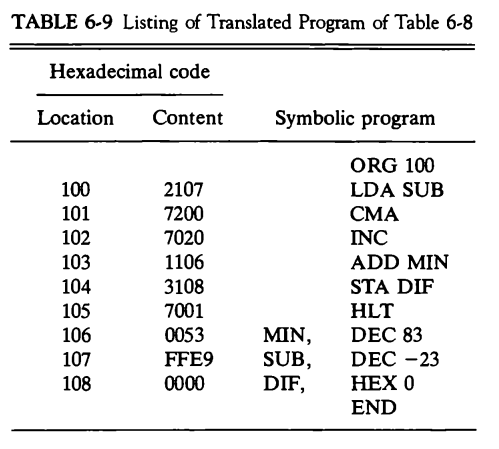 TABLE 6-9 Listing of Translated Program of Table 6-8
Hexadecimal code
Location Content Symbolic program
ORG 100
100 2107 LDA SUB
101 7200 CMA
102 7020 INC
103 1106 ADD MIN
104 3108 STA DIF
105 7001 HLT
106 0053 MIN, DEC 83
107 FFE9 SUB, DEC −23
108 0000 DIF, HEX 0
END